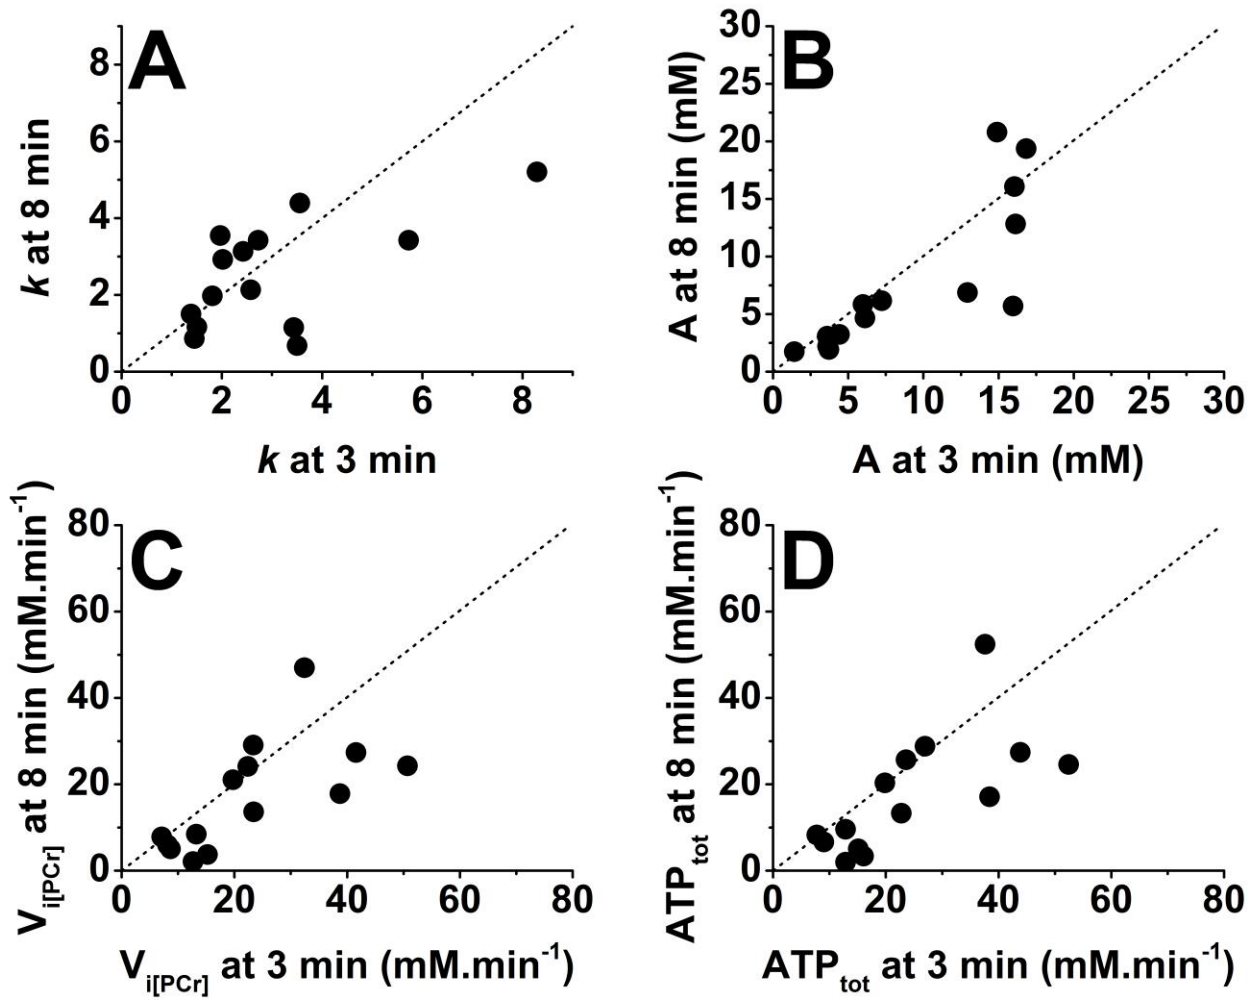 A
8
6
4
2
0
0 2 4 6 8
k at 8 min
k at 3 min
B
30
25
20
15
10
5
0
0 5 10 15 20 25 30
A at 8 min (mM)
A at 3 min (mM)
C
80
60
40
20
0
0 20 40 60 80
Vi[PCr] at 8 min (mM.min-1)
Vi[PCr] at 3 min (mM.min-1)
D
80
60
40
20
0
0 20 40 60 80
ATPtot at 8 min (mM.min-1)
ATPtot at 3 min (mM.min-1)